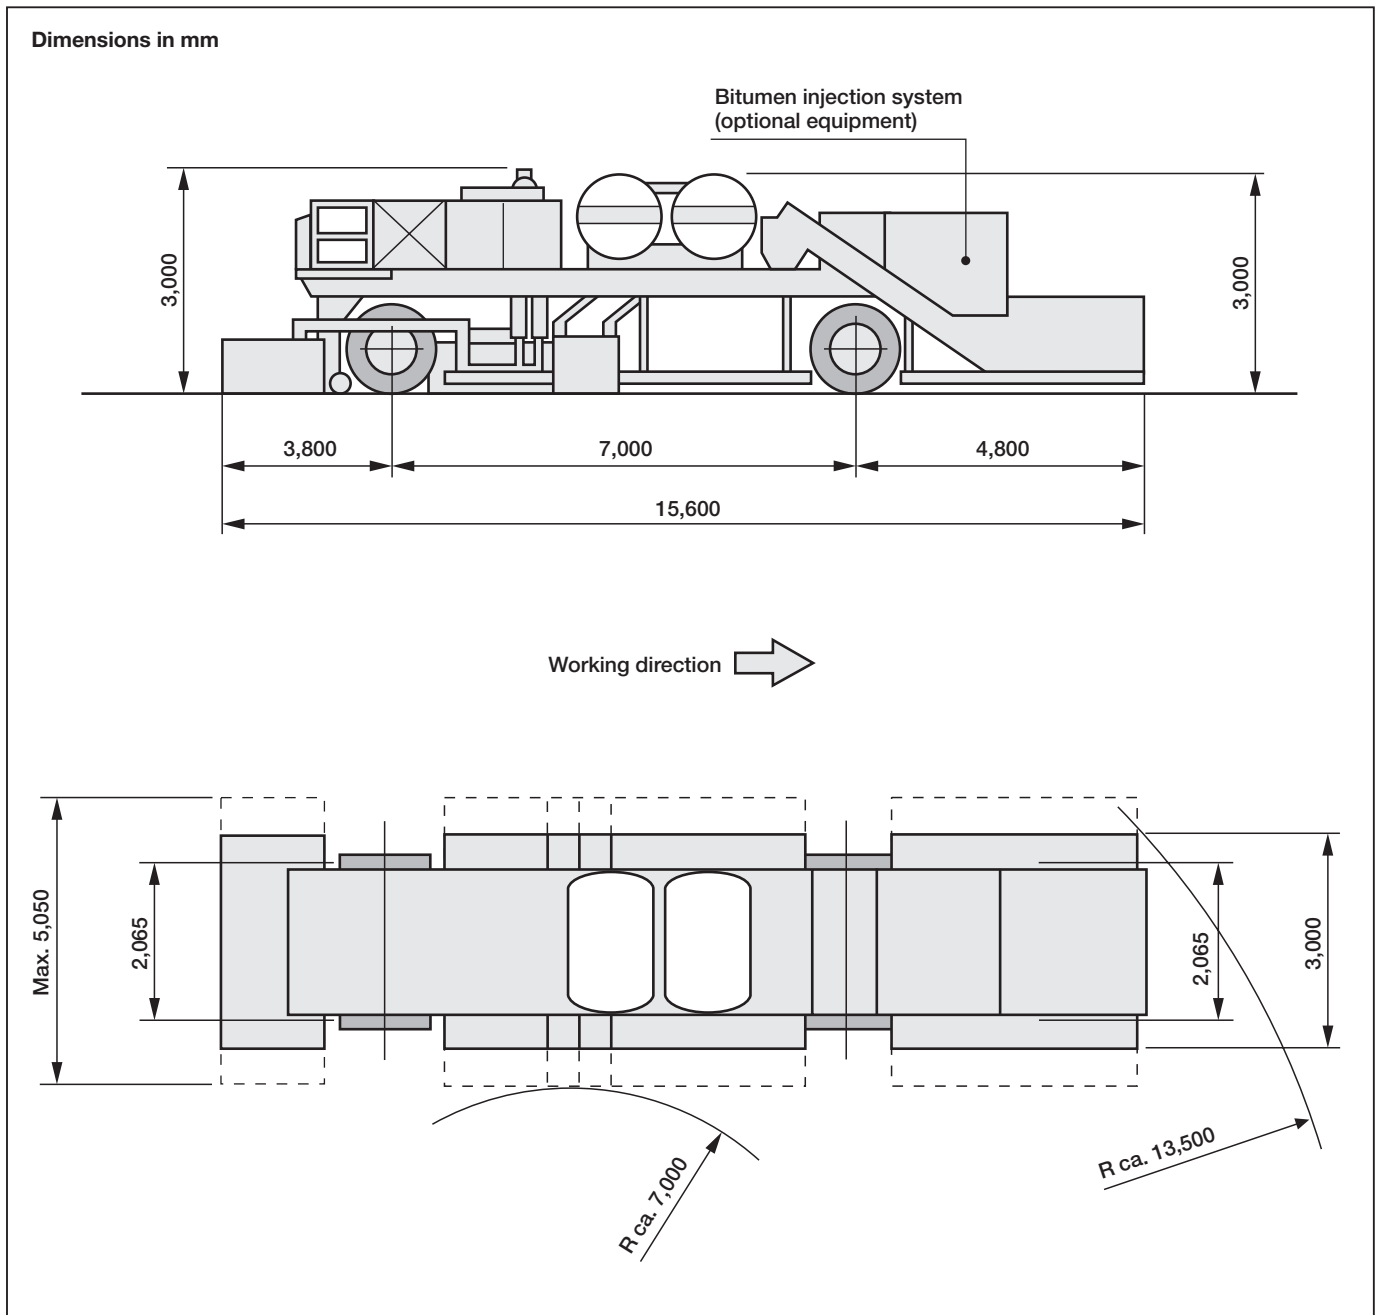 Dimensions in mm
Bitumen injection system
(optional equipment)
3,000
3,000
3,800
7,000
4,800
15,600
Working direction
Max. 5,050
2,065
2,065
3,000
R ca. 7,000
R ca. 13,500